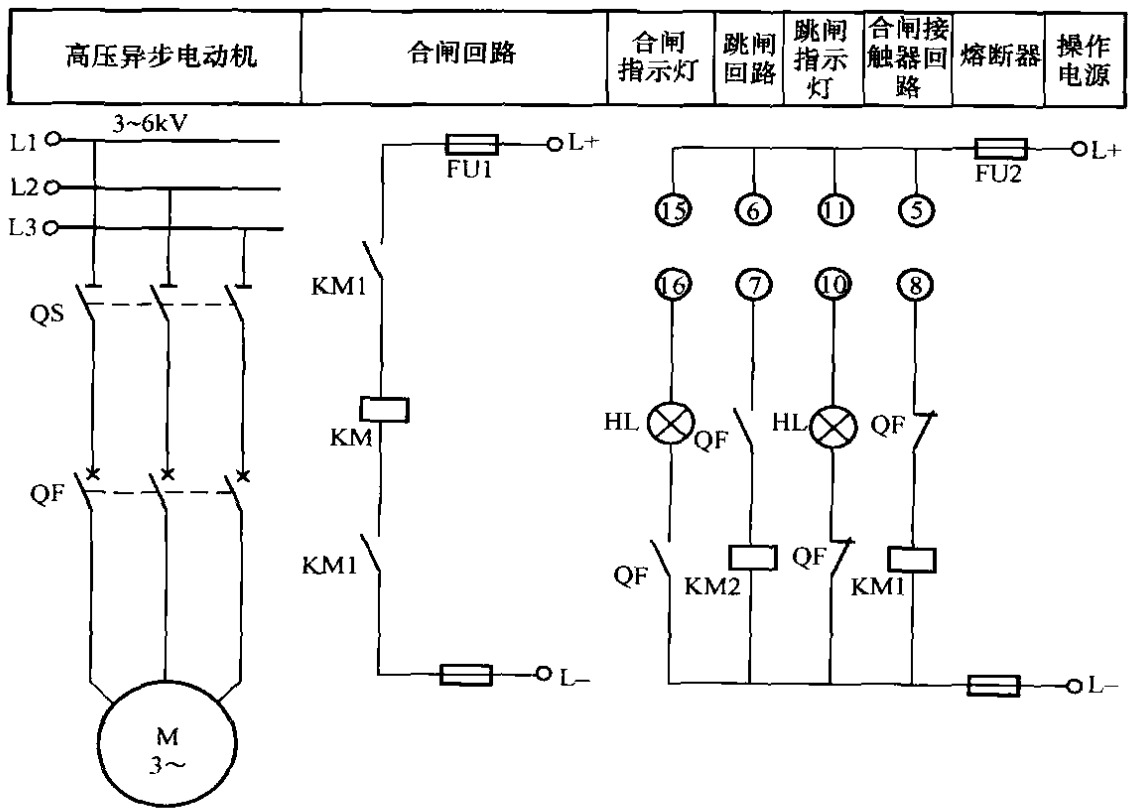 高压异步电动机
合闸回路
合闸
指示灯
跳闸
回路
跳闸
指示
灯
合闸接
触器回
路
熔断器
操作
电源
3~6kV
L1
L2
L3
QS
QF
M
3~
FU1
L+
KM1
KM
KM1
L−
FU2
L+
15
6
11
5
16
7
10
8
HL
QF
HL
QF
QF
KM2
QF
KM1
L−